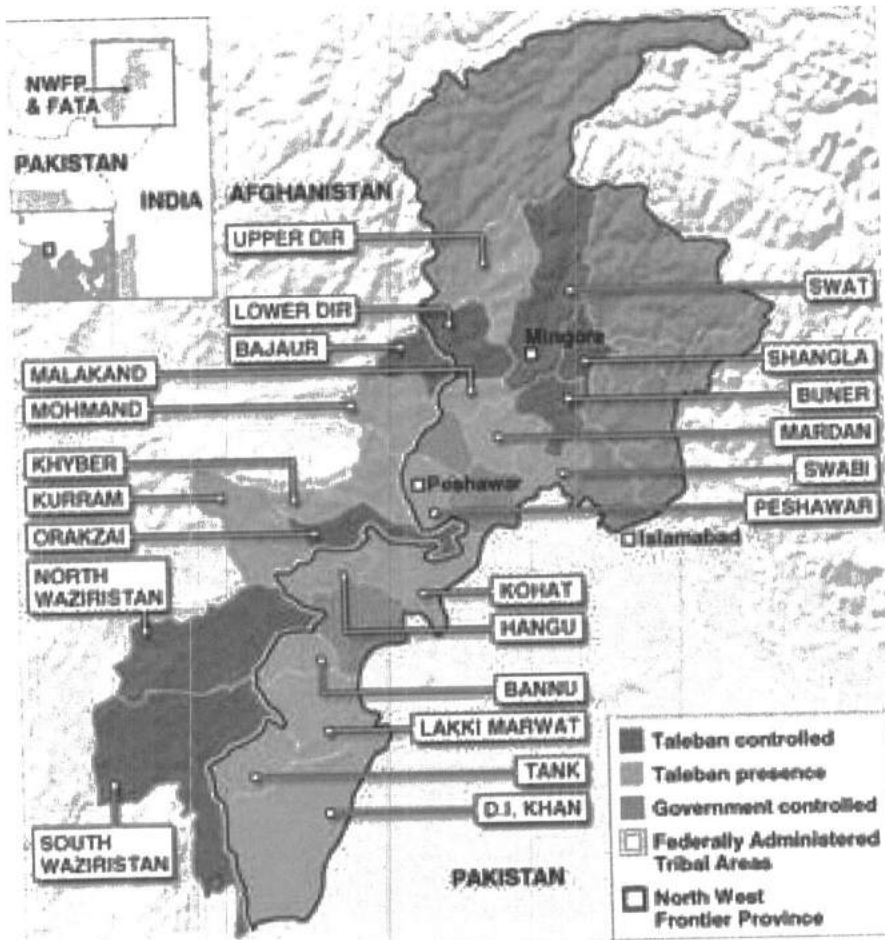 NWFP
& FATA
PAKISTAN
INDIA
AFGHANISTAN
UPPER DIR
LOWER DIR
BAJAUR
MALAKAND
MOHMAND
KHYBER
KURRAM
ORAKZAI
NORTH
WAZIRISTAN
SOUTH
WAZIRISTAN
Mingora
Peshawar
Islamabad
SWAT
SHANGLA
BUNER
MARDAN
SWABI
PESHAWAR
KOHAT
HANGU
BANNU
LAKKI MARWAT
TANK
D.I, KHAN
PAKISTAN
Taleban controlled
Taleban presence
Government controlled
Federally Administered
Tribal Areas
North West
Frontier Province